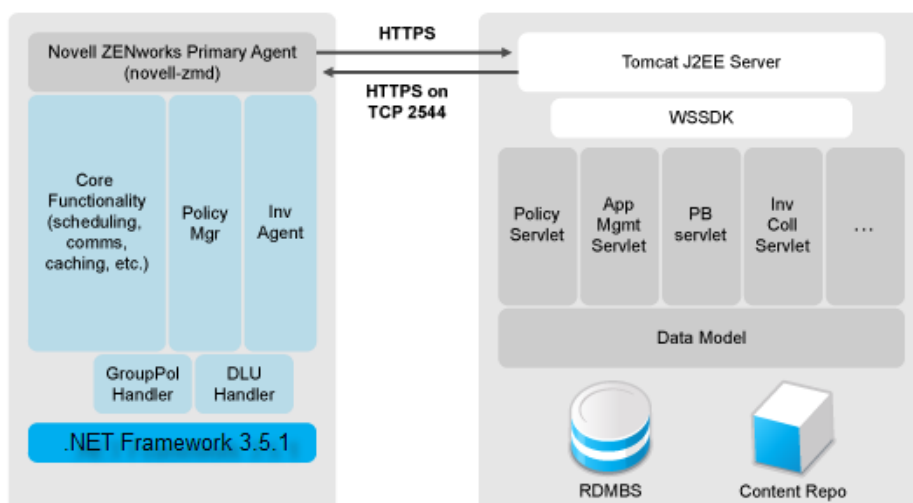 Novell ZENworks Primary Agent
(novell-zmd)
Core
Functionality
(scheduling,
comms,
caching, etc.)
Policy
Mgr
Inv
Agent
GroupPol
Handler
DLU
Handler
.NET Framework 3.5.1
HTTPS
HTTPS on
TCP 2544
Tomcat J2EE Server
WSSDK
Policy
Servlet
App
Mgmt
Servlet
PB
servlet
Inv
Coll
Servlet
...
Data Model
RDMBS
Content Repo